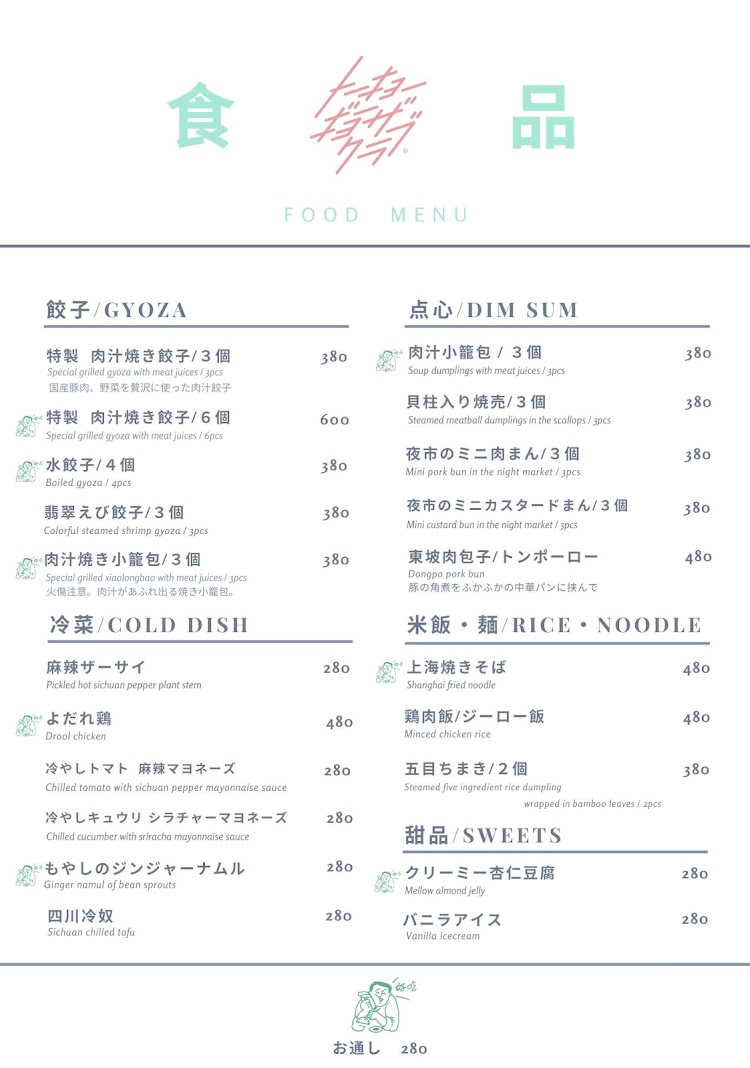 食 品
トーキョー
ギョーザ
クラブ
FOOD MENU
餃子/GYOZA
特製 肉汁焼き餃子/３個 380
Special grilled gyoza with meat juices / 3pcs
国産豚肉、野菜を贅沢に使った肉汁餃子
特製 肉汁焼き餃子/６個 600
Special grilled gyoza with meat juices / 6pcs
水餃子/４個 380
Boiled gyoza / 4pcs
翡翠えび餃子/３個 380
Colorful steamed shrimp gyoza / 3pcs
肉汁焼き小籠包/３個 380
Special grilled xiaolongbao with meat juices / 3pcs
火傷注意。肉汁があふれ出る焼き小籠包。
冷菜/COLD DISH
麻辣ザーサイ 280
Pickled hot sichuan pepper plant stem
よだれ鶏 480
Drool chicken
冷やしトマト 麻辣マヨネーズ 280
Chilled tomato with sichuan pepper mayonnaise sauce
冷やしキュウリ シラチャーマヨネーズ 280
Chilled cucumber with sriracha mayonnaise sauce
もやしのジンジャーナムル 280
Ginger namul of bean sprouts
四川冷奴 280
Sichuan chilled tofu
点心/DIM SUM
肉汁小籠包 / ３個 380
Soup dumplings with meat juices / 3pcs
貝柱入り焼売/３個 380
Steamed meatball dumplings in the scallops / 3pcs
夜市のミニ肉まん/３個 380
Mini pork bun in the night market / 3pcs
夜市のミニカスタードまん/３個 380
Mini custard bun in the night market / 3pcs
東坡肉包子/トンポーロー 480
Dongpo pork bun
豚の角煮をふかふかの中華パンに挟んで
米飯・麺/RICE・NOODLE
上海焼きそば 480
Shanghai fried noodle
鶏肉飯/ジーロー飯 480
Minced chicken rice
五目ちまき/２個 380
Steamed five ingredient rice dumpling
wrapped in bamboo leaves / 2pcs
甜品/SWEETS
クリーミー杏仁豆腐 280
Mellow almond jelly
バニラアイス 280
Vanilla icecream
好吃
お通し 280